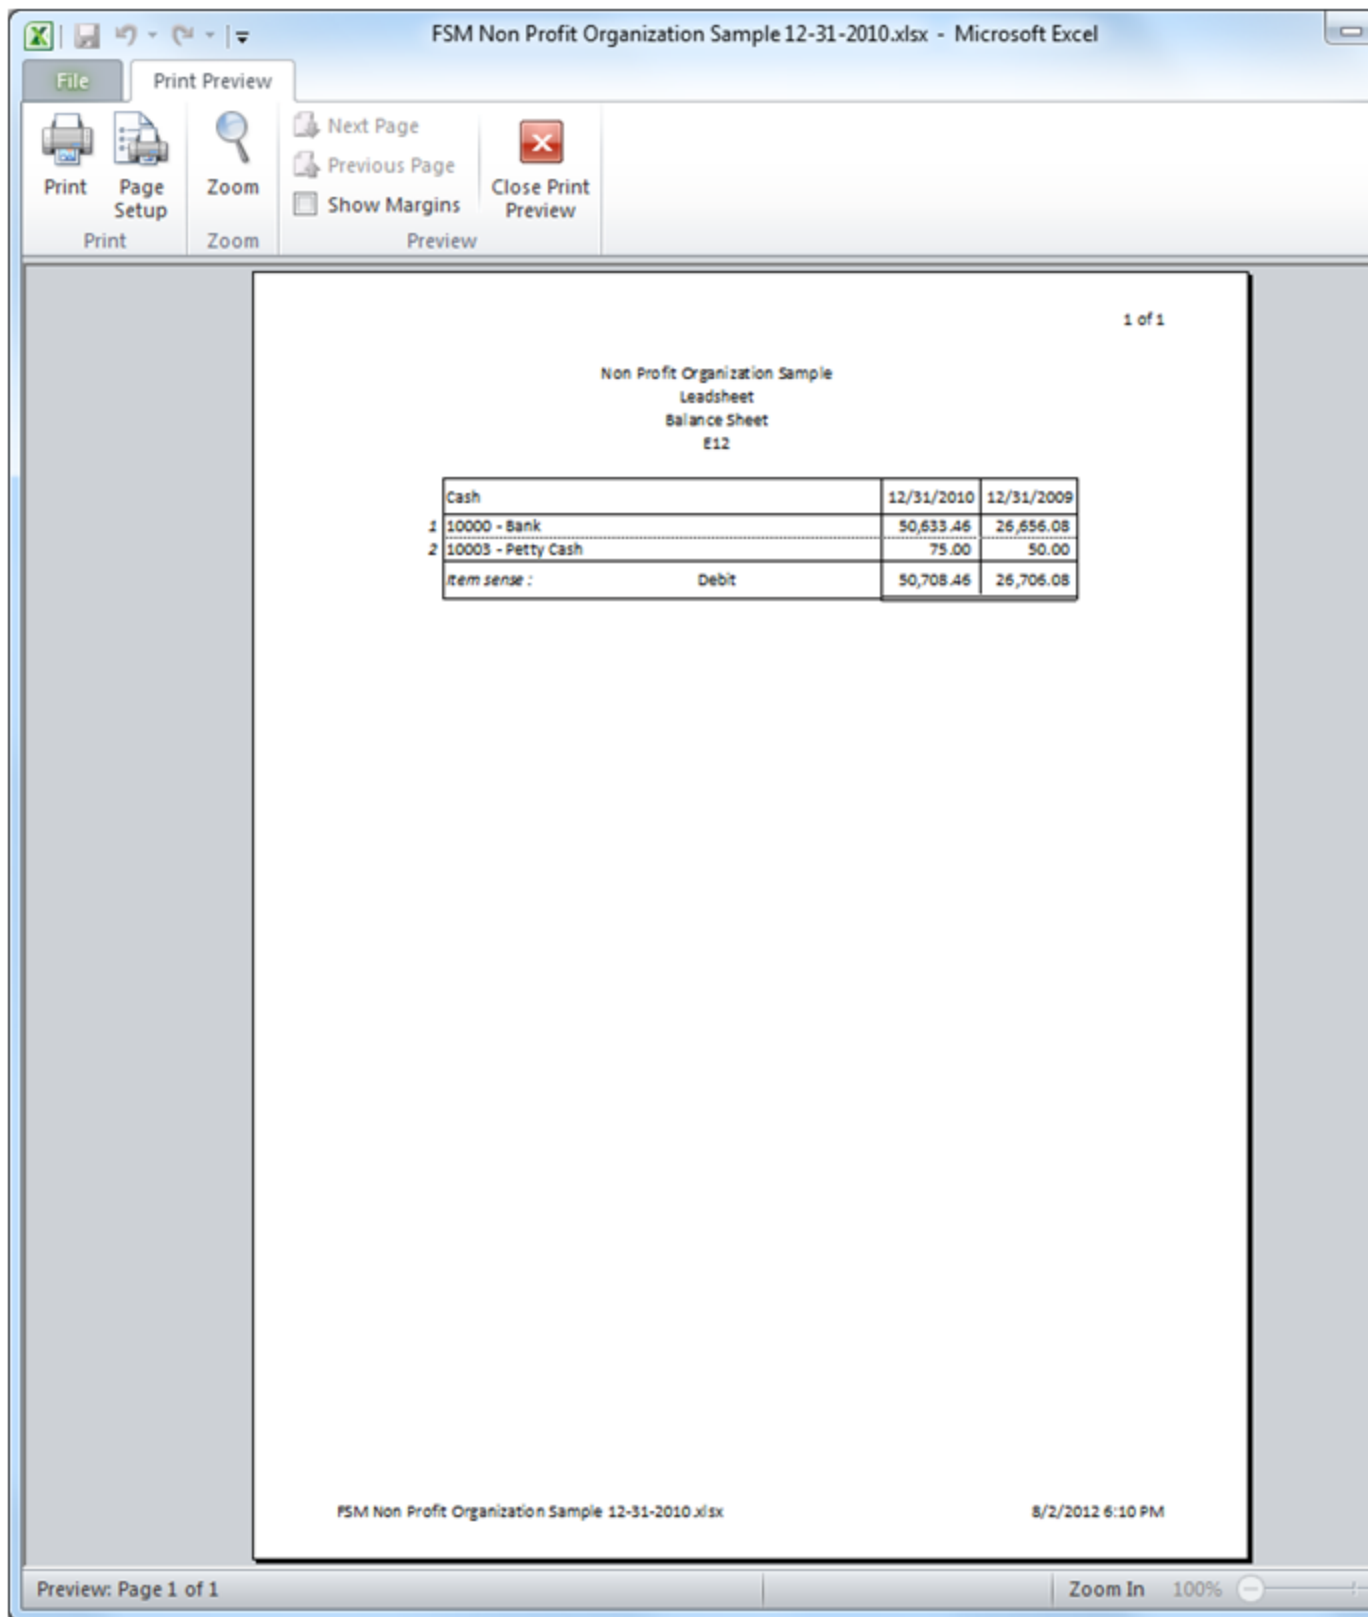 FSM Non Profit Organization Sample 12-31-2010.xlsx - Microsoft Excel
File Print Preview
Print Page Setup Zoom Next Page Previous Page Show Margins Close Print Preview
Print Zoom Preview
1 of 1
Non Profit Organization Sample
Leadsheet
Balance Sheet
E12
Cash 12/31/2010 12/31/2009
1 10000 - Bank 50,633.46 26,656.08
2 10003 - Petty Cash 75.00 50.00
Item sense : Debit 50,708.46 26,706.08
FSM Non Profit Organization Sample 12-31-2010.xlsx 8/2/2012 6:10 PM
Preview: Page 1 of 1 Zoom In 100%